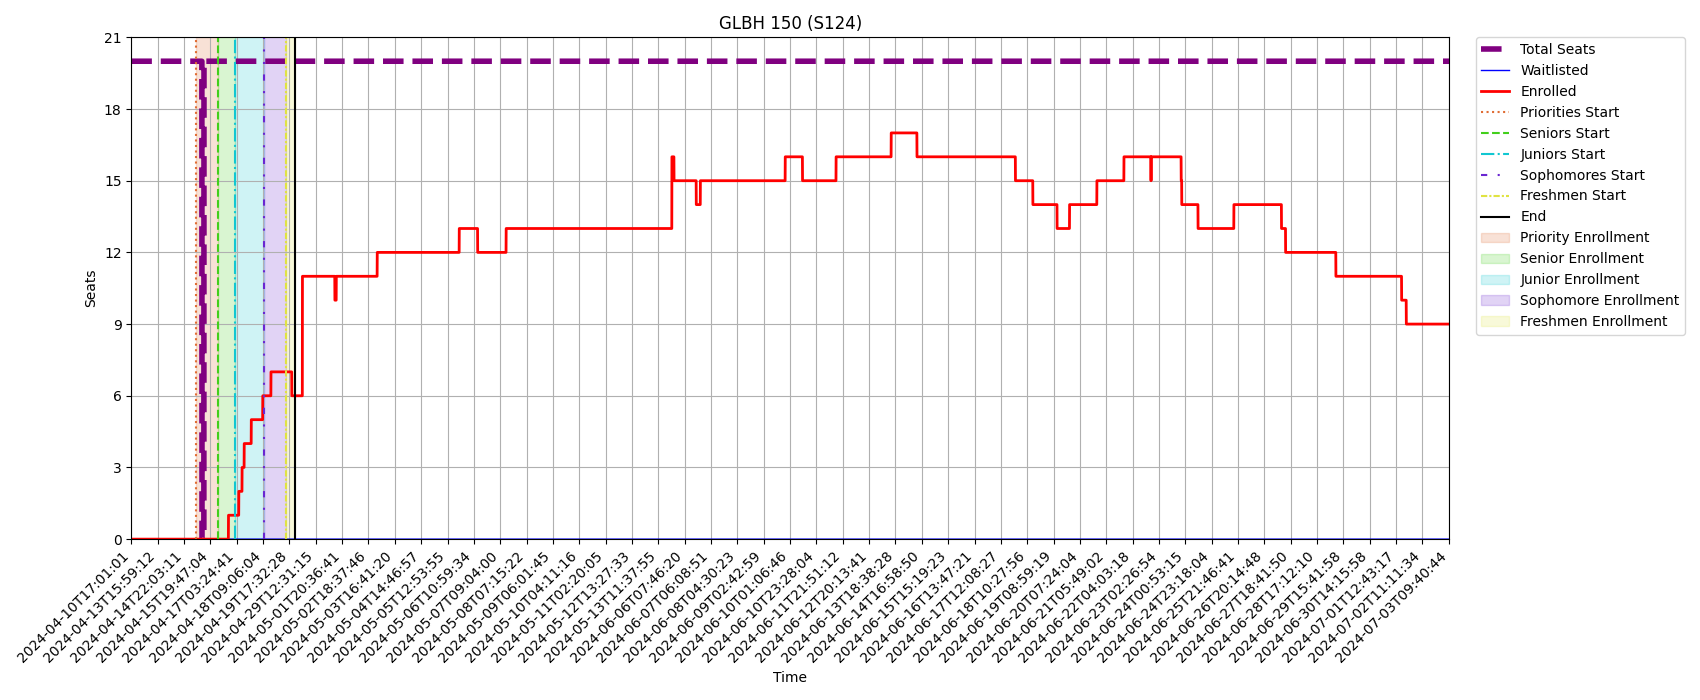 GLBH 150 (S124)
21
18
15
12
9
6
3
0
Seats
2024-04-10T17:01:01
2024-04-13T15:59:12
2024-04-14T22:03:11
2024-04-15T19:47:04
2024-04-17T03:24:41
2024-04-18T09:06:04
2024-04-19T17:32:28
2024-04-29T12:31:15
2024-05-01T20:36:41
2024-05-02T18:37:46
2024-05-03T16:41:20
2024-05-04T14:46:57
2024-05-05T12:53:55
2024-05-06T10:59:34
2024-05-07T09:04:00
2024-05-08T07:15:22
2024-05-09T06:01:45
2024-05-10T04:11:16
2024-05-11T02:20:05
2024-05-12T13:27:33
2024-05-13T11:37:55
2024-06-06T07:46:20
2024-06-07T06:08:51
2024-06-08T04:30:23
2024-06-09T02:42:59
2024-06-10T01:06:46
2024-06-10T23:28:04
2024-06-11T21:51:12
2024-06-12T20:13:41
2024-06-13T18:38:28
2024-06-14T16:58:50
2024-06-15T15:19:23
2024-06-16T13:47:21
2024-06-17T12:08:27
2024-06-18T10:27:56
2024-06-19T08:59:19
2024-06-20T07:24:04
2024-06-21T05:49:02
2024-06-22T04:03:18
2024-06-23T02:26:54
2024-06-24T00:53:15
2024-06-24T23:18:04
2024-06-25T21:46:41
2024-06-26T20:14:48
2024-06-27T18:41:50
2024-06-28T17:12:10
2024-06-29T15:41:58
2024-06-30T14:15:58
2024-07-01T12:43:17
2024-07-02T11:11:34
2024-07-03T09:40:44
Time
Total Seats
Waitlisted
Enrolled
Priorities Start
Seniors Start
Juniors Start
Sophomores Start
Freshmen Start
End
Priority Enrollment
Senior Enrollment
Junior Enrollment
Sophomore Enrollment
Freshmen Enrollment